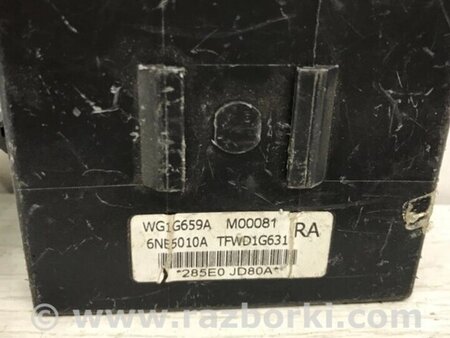 WG1G659A M00081
6NE5010A TFWD1G631 RA
*285E0 JD80A*
© www.razborki.com